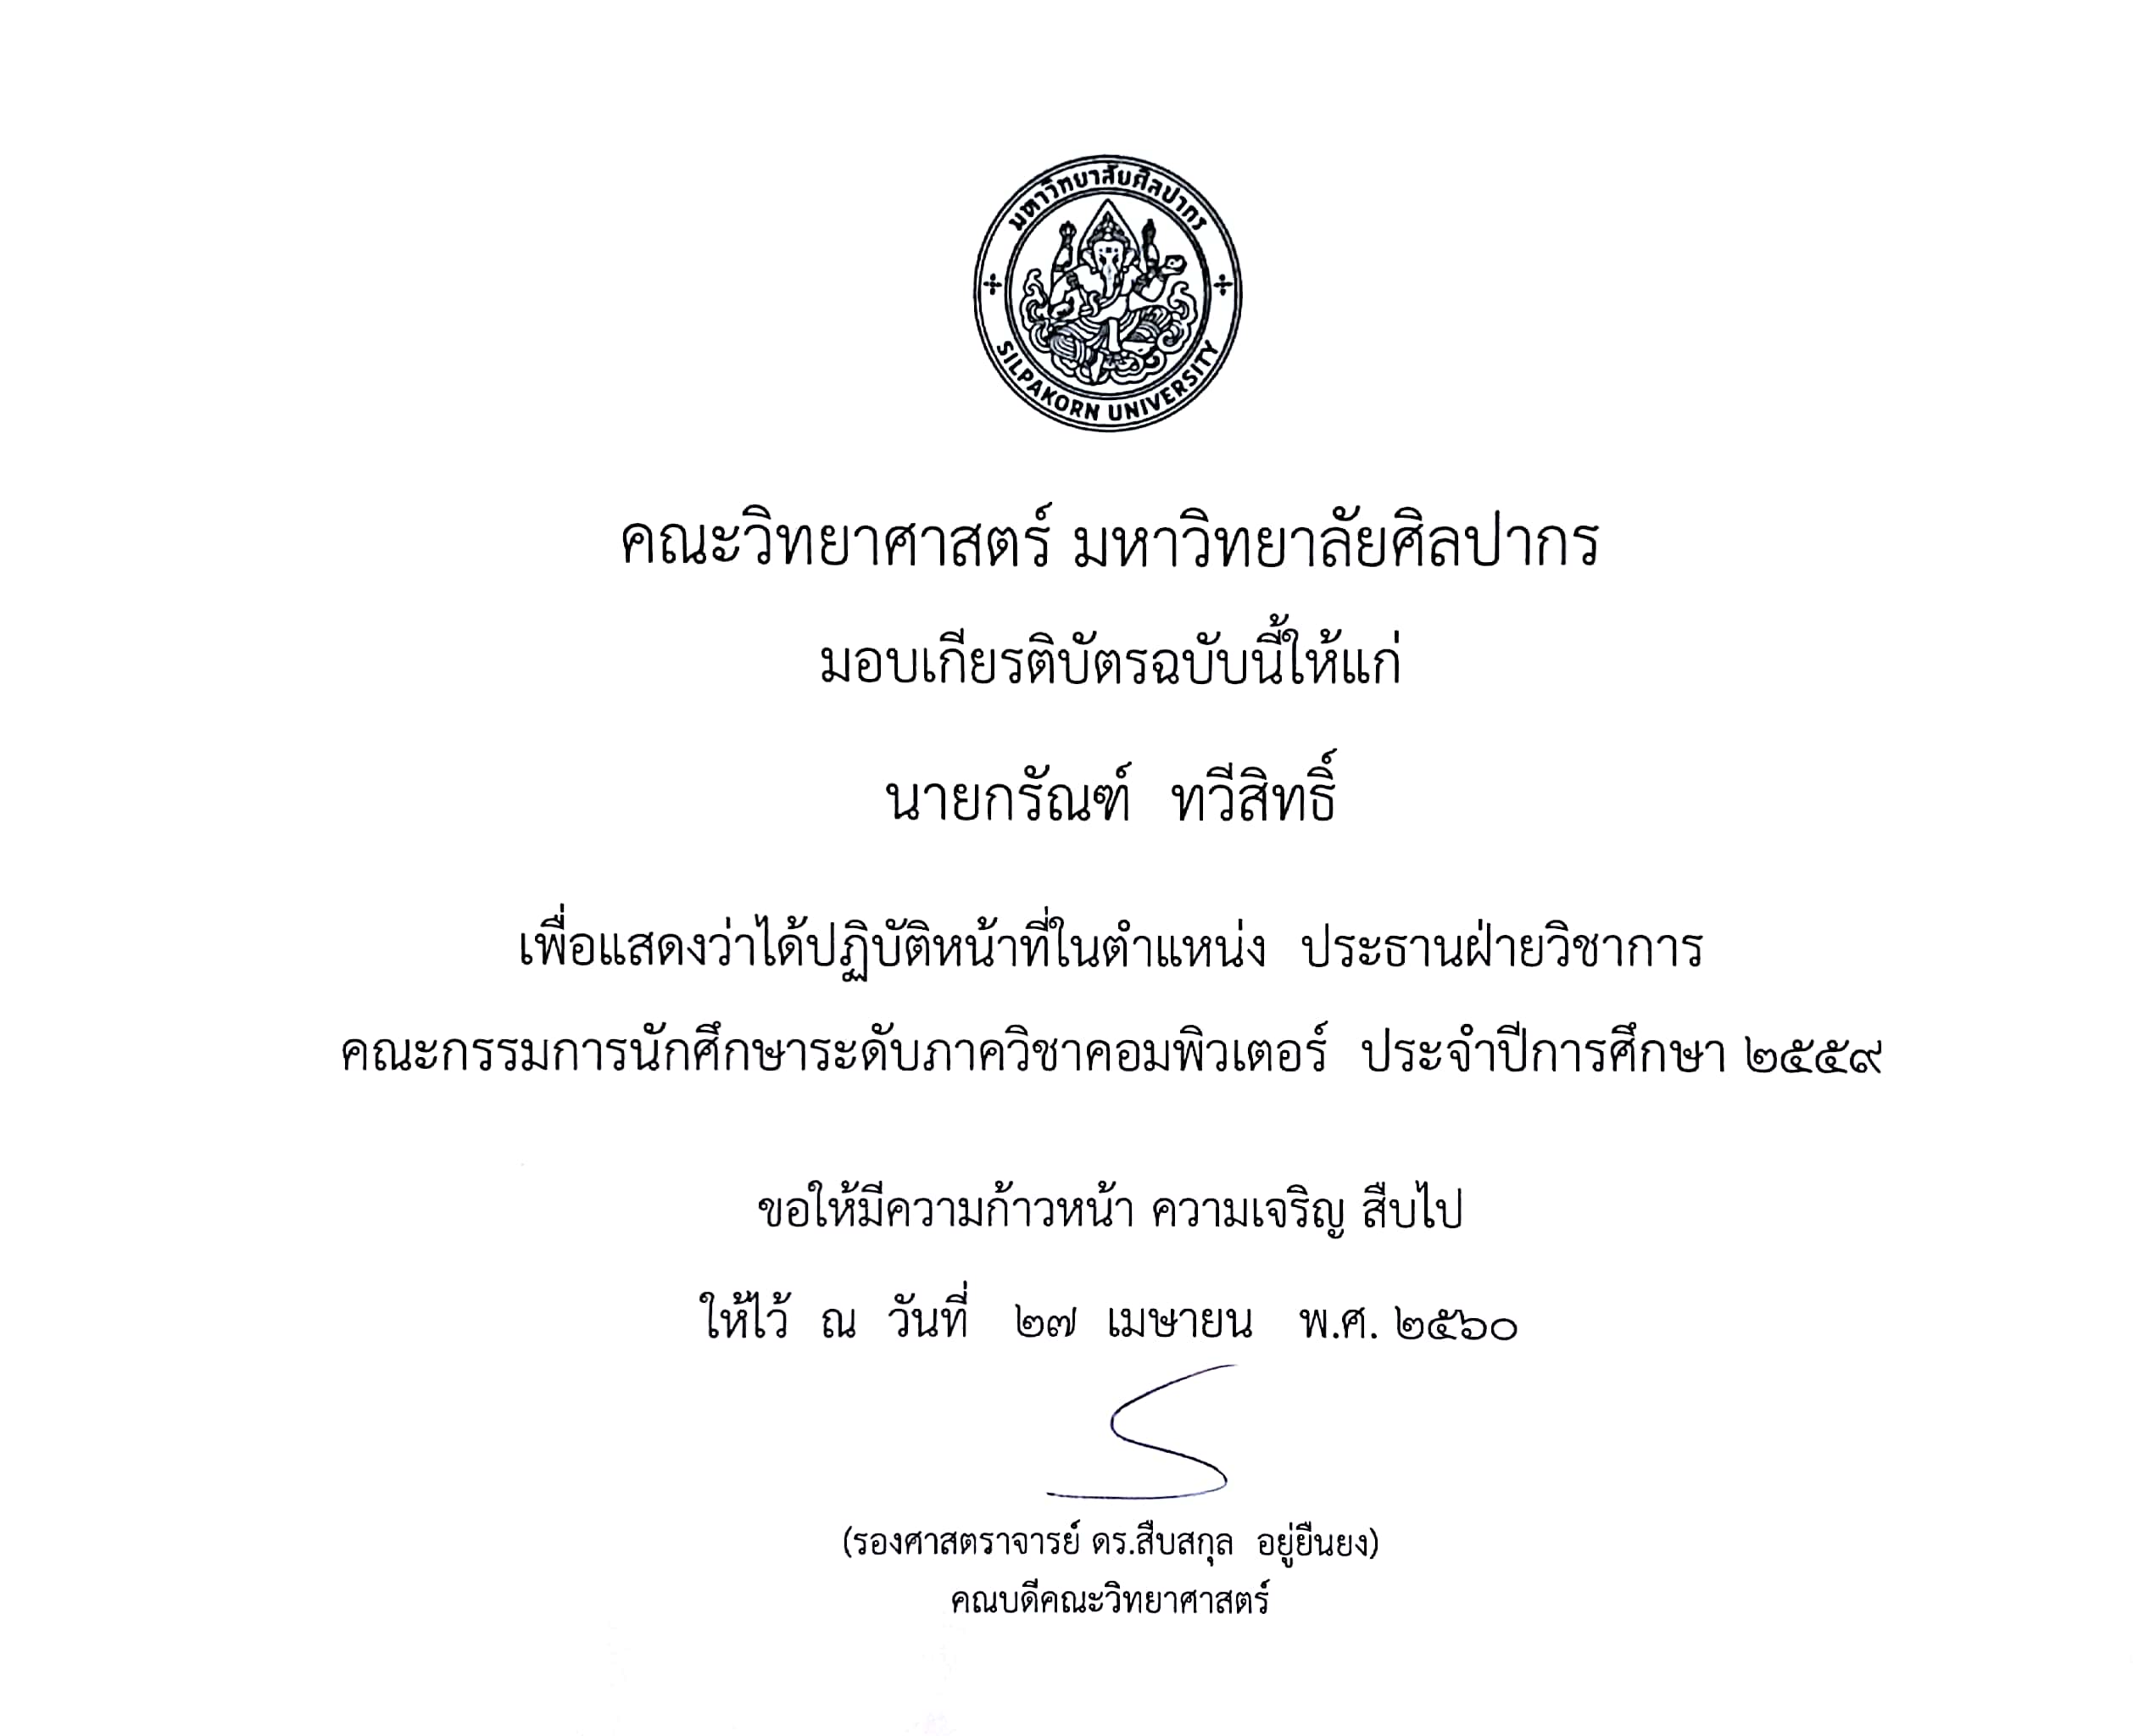 มหาวิทยาลัยศิลปากร
SILPAKORN UNIVERSITY
คณะวิทยาศาสตร์ มหาวิทยาลัยศิลปากร
มอบเกียรติบัตรฉบับนี้ให้แก่
นายกรัณฑ์ ทวีสิทธิ์
เพื่อแสดงว่าได้ปฏิบัติหน้าที่ในตำแหน่ง ประธานฝ่ายวิชาการ
คณะกรรมการนักศึกษาระดับภาควิชาคอมพิวเตอร์ ประจำปีการศึกษา ๒๕๕๙
ขอให้มีความก้าวหน้า ความเจริญ สืบไป
ให้ไว้ ณ วันที่ ๒๗ เมษายน พ.ศ. ๒๕๖๐
(รองศาสตราจารย์ ดร.สืบสกุล อยู่ยืนยง)
คณบดีคณะวิทยาศาสตร์